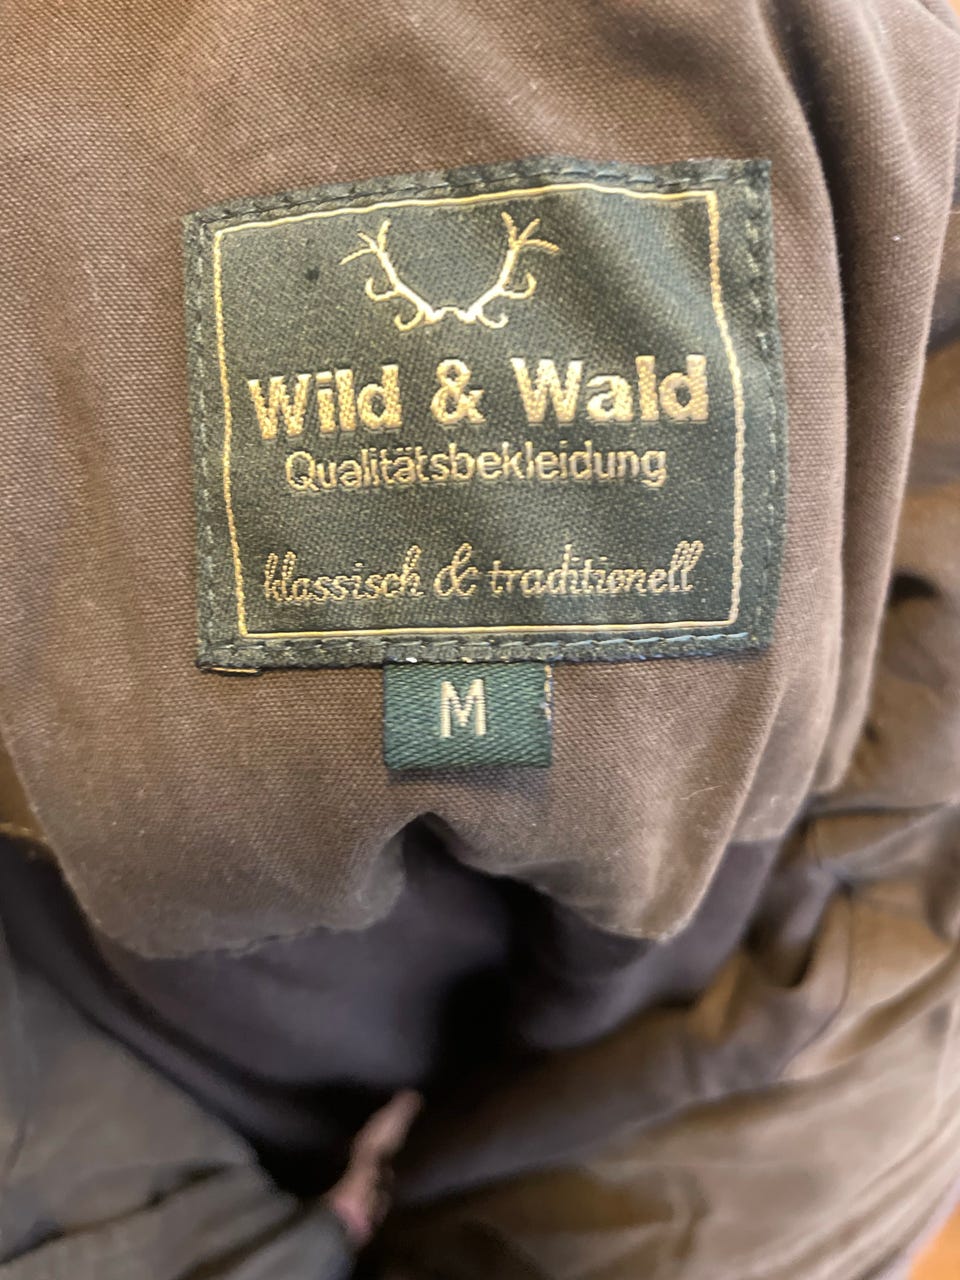 Wild & Wald
Qualitätsbekleidung
klassisch & traditionell
M